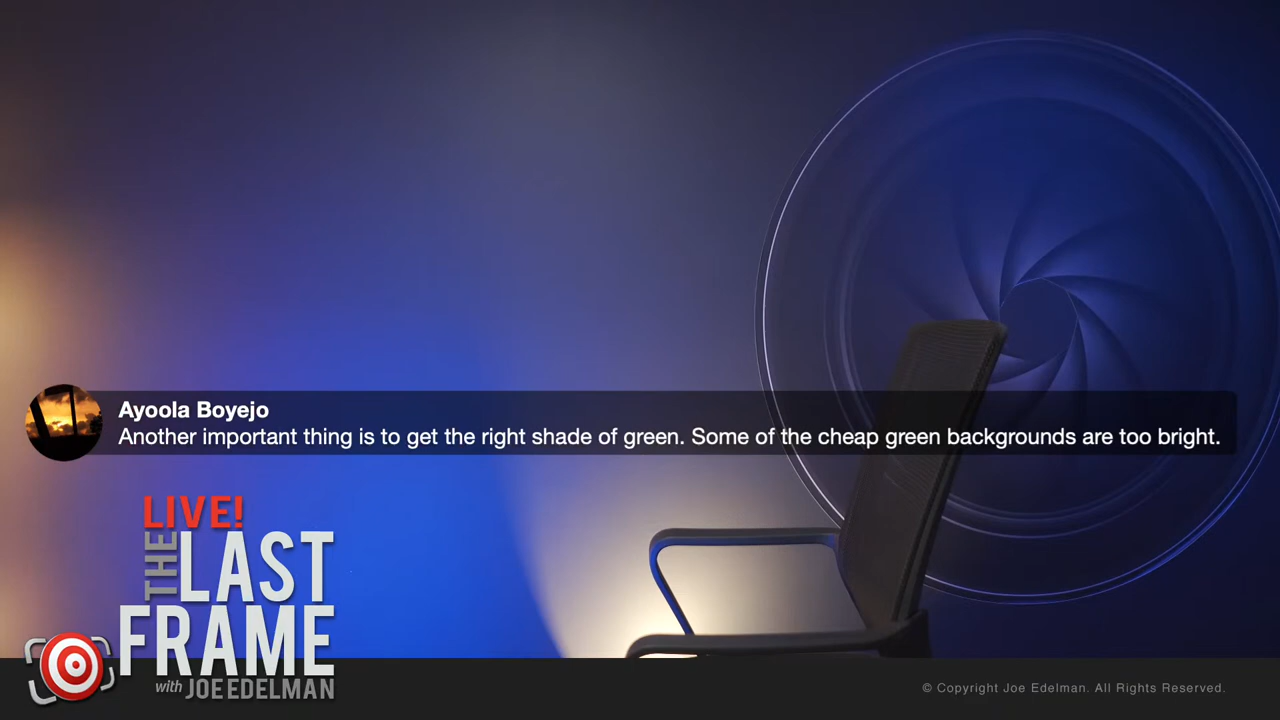 Ayoola Boyejo
Another important thing is to get the right shade of green. Some of the cheap green backgrounds are too bright.
LIVE!
THE LAST
FRAME
with JOE EDELMAN
© Copyright Joe Edelman. All Rights Reserved.